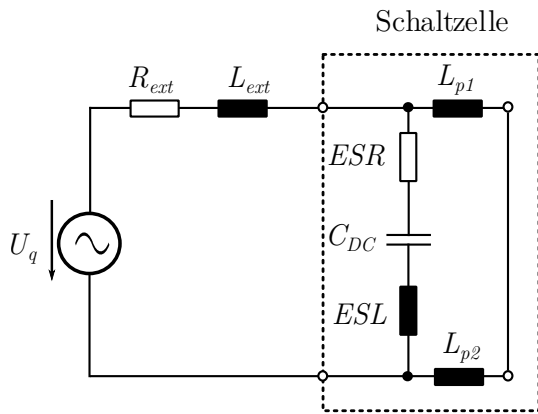 Schaltzelle
R_ext
L_ext
L_p1
ESR
U_q
C_DC
ESL
L_p2